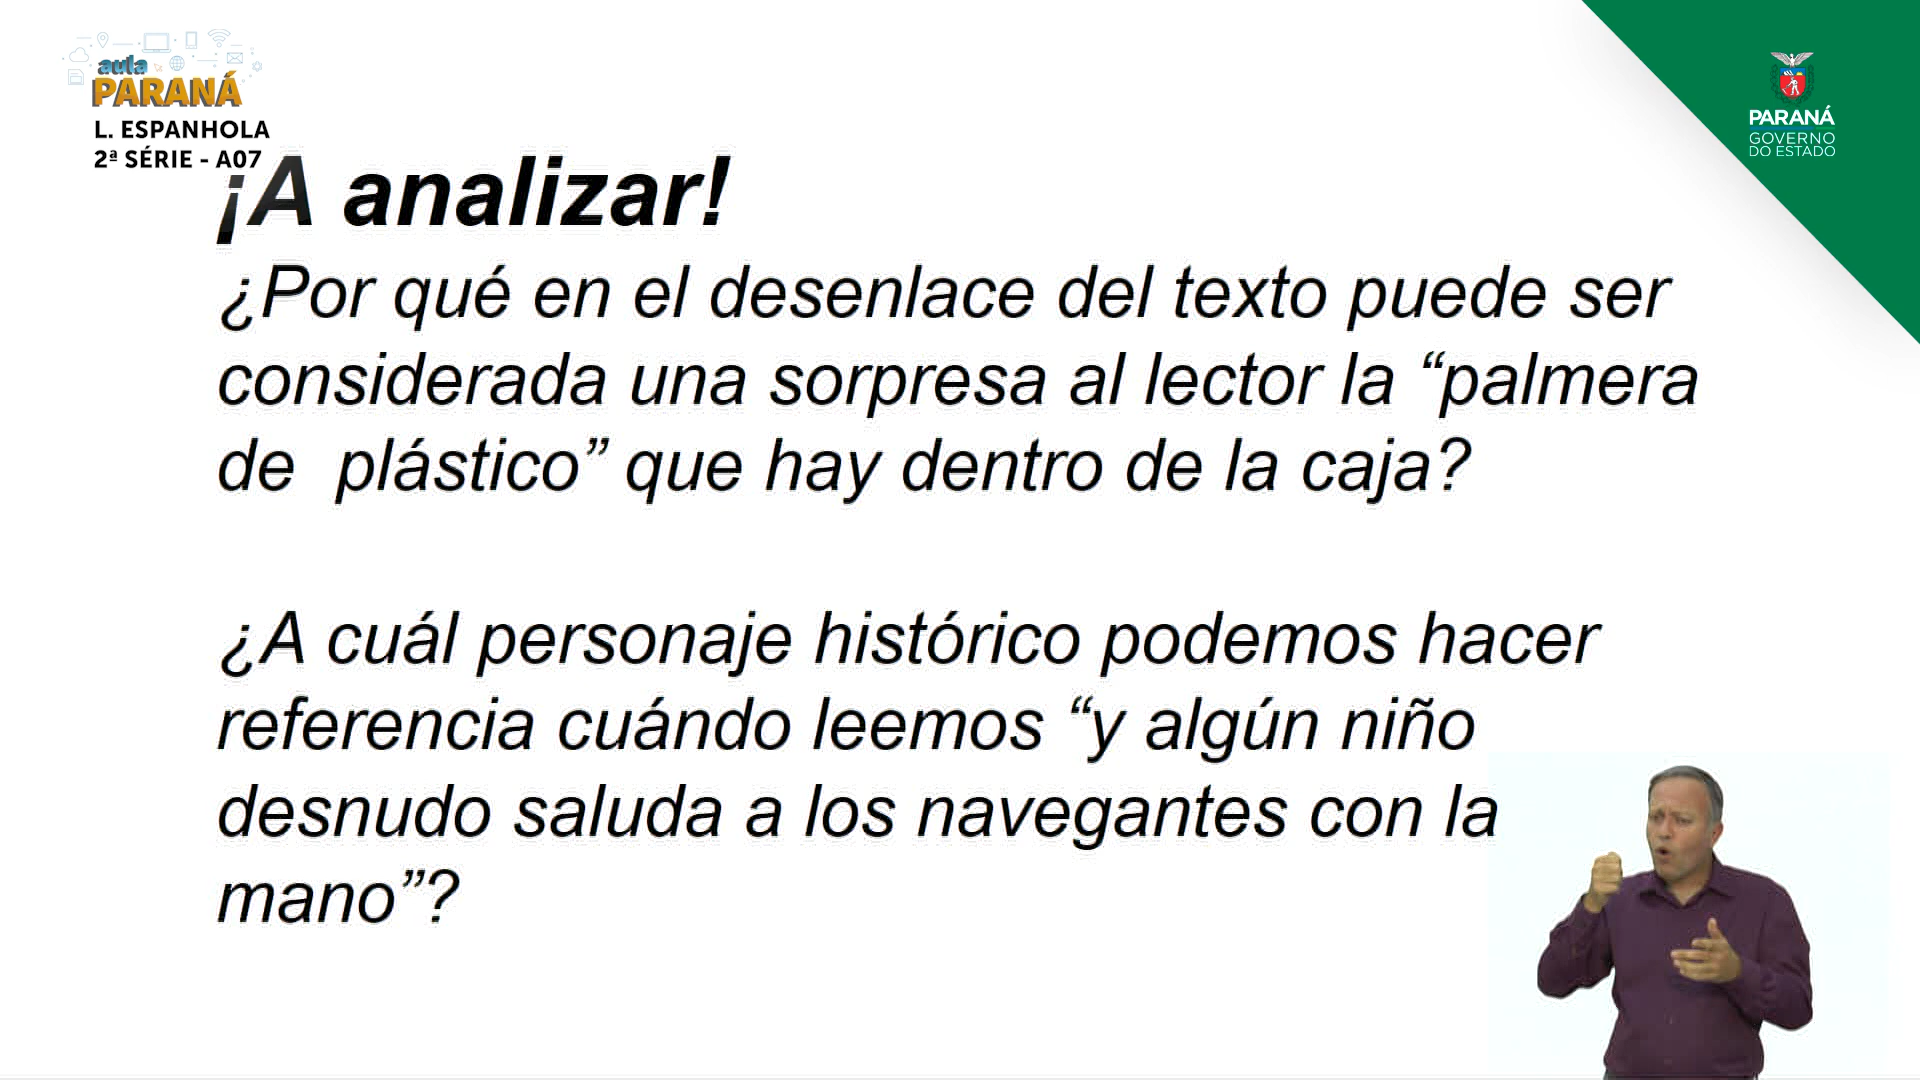 aula
PARANÁ
L. ESPANHOLA
2ª SÉRIE - A07
PARANÁ
GOVERNO
DO ESTADO
¡A analizar!
¿Por qué en el desenlace del texto puede ser
considerada una sorpresa al lector la “palmera
de plástico” que hay dentro de la caja?
¿A cuál personaje histórico podemos hacer
referencia cuándo leemos “y algún niño
desnudo saluda a los navegantes con la
mano”?